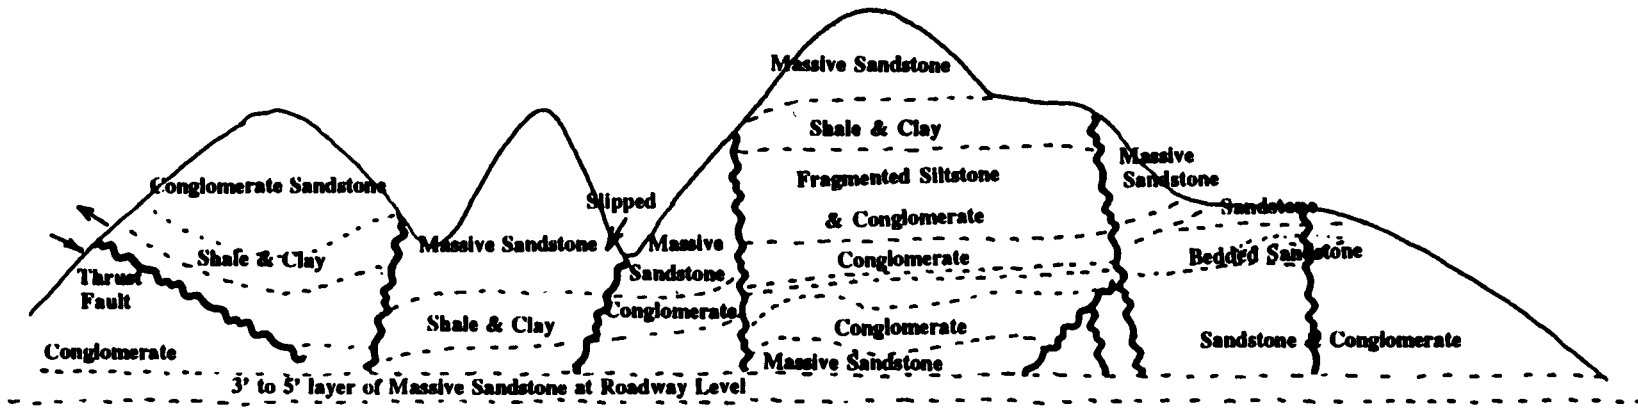 Massive Sandstone
Shale & Clay
Fragmented Siltstone
& Conglomerate
Conglomerate
Conglomerate
Massive Sandstone
Conglomerate Sandstone
Shale & Clay
Thrust
Fault
Conglomerate
Massive Sandstone
Slipped
Massive
Sandstone
Shale & Clay
Conglomerate
Massive
Sandstone
Sandstone
Bedded Sandstone
Sandstone & Conglomerate
3' to 5' layer of Massive Sandstone at Roadway Level